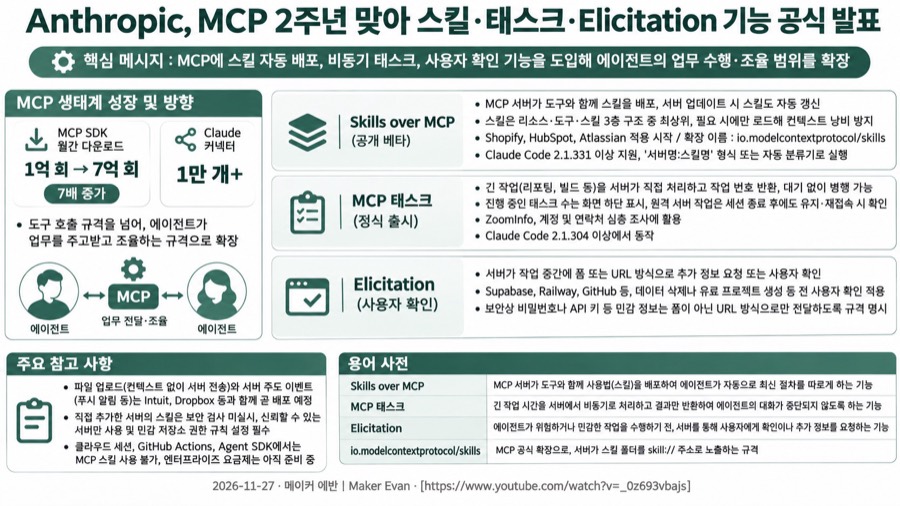 Anthropic, MCP 2주년 맞아 스킬·태스크·Elicitation 기능 공식 발표
핵심 메시지 : MCP에 스킬 자동 배포, 비동기 태스크, 사용자 확인 기능을 도입해 에이전트의 업무 수행·조율 범위를 확장
MCP 생태계 성장 및 방향
MCP SDK
월간 다운로드
1억 회 → 7억 회
7배 증가
Claude
커넥터
1만 개+
• 도구 호출 규격을 넘어, 에이전트가
업무를 주고받고 조율하는 규격으로 확장
MCP
에이전트
업무 전달·조율
에이전트
Skills over MCP
(공개 베타)
• MCP 서버가 도구와 함께 스킬을 배포, 서버 업데이트 시 스킬도 자동 갱신
• 스킬은 리소스·도구·스킬 3층 구조 중 최상위, 필요 시에만 로드해 컨텍스트 낭비 방지
• Shopify, HubSpot, Atlassian 적용 시작 / 확장 이름 : io.modelcontextprotocol/skills
• Claude Code 2.1.331 이상 지원, '서버명:스킬명' 형식 또는 자동 분류기로 실행
MCP 태스크
(정식 출시)
• 긴 작업(리포팅, 빌드 등)을 서버가 직접 처리하고 작업 번호 반환, 대기 없이 병행 가능
• 진행 중인 태스크 수는 화면 하단 표시, 원격 서버 작업은 세션 종료 후에도 유지·재접속 시 확인
• ZoomInfo, 계정 및 연락처 심층 조사에 활용
• Claude Code 2.1.304 이상에서 동작
Elicitation
(사용자 확인)
• 서버가 작업 중간에 폼 또는 URL 방식으로 추가 정보 요청 또는 사용자 확인
• Supabase, Railway, GitHub 등, 데이터 삭제나 유료 프로젝트 생성 등 전 사용자 확인 적용
• 보안상 비밀번호나 API 키 등 민감 정보는 폼이 아닌 URL 방식으로만 전달하도록 규격 명시
주요 참고 사항
• 파일 업로드(컨텍스트 없이 서버 전송)와 서버 주도 이벤트
(푸시 알림 등)는 Intuit, Dropbox 등과 함께 곧 배포 예정
• 직접 추가한 서버의 스킬은 보안 검사 미실시, 신뢰할 수 있는
서버만 사용 및 민감 저장소 권한 규칙 설정 필수
• 클라우드 세션, GitHub Actions, Agent SDK에서는
MCP 스킬 사용 불가, 엔터프라이즈 요금제는 아직 준비 중
용어 사전
Skills over MCP
MCP 서버가 도구와 함께 사용법(스킬)을 배포하여 에이전트가 자동으로 최신 절차를 따르게 하는 기능
MCP 태스크
긴 작업 시간을 서버에서 비동기로 처리하고 결과만 반환하여 에이전트의 대화가 중단되지 않도록 하는 기능
Elicitation
에이전트가 위험하거나 민감한 작업을 수행하기 전, 서버를 통해 사용자에게 확인이나 추가 정보를 요청하는 기능
io.modelcontextprotocol/skills
MCP 공식 확장으로, 서버가 스킬 폴더를 skill:// 주소로 노출하는 규격
2026-11-27 · 메이커 에반 | Maker Evan · [https://www.youtube.com/watch?v=_0z693vbajs]